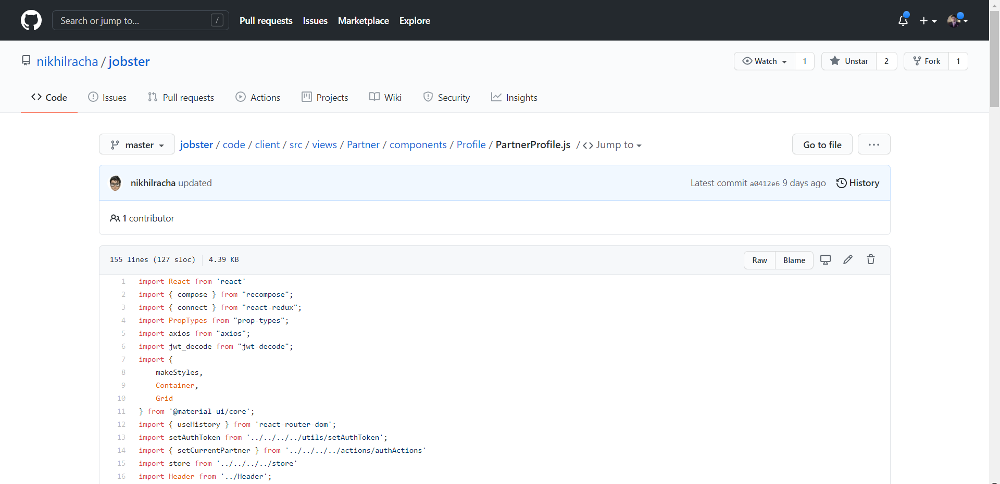 Search or jump to... /
Pull requests Issues Marketplace Explore
nikhilracha / jobster
Watch 1 Unstar 2 Fork 1
Code Issues Pull requests Actions Projects Wiki Security Insights
master jobster / code / client / src / views / Partner / components / Profile / PartnerProfile.js / <> Jump to Go to file ...
nikhilracha updated Latest commit a0412e6 9 days ago History
1 contributor
155 lines (127 sloc) 4.39 KB Raw Blame
1 import React from 'react'
2 import { compose } from "recompose";
3 import { connect } from "react-redux";
4 import PropTypes from "prop-types";
5 import axios from "axios";
6 import jwt_decode from "jwt-decode";
7 import {
8 makeStyles,
9 Container,
10 Grid
11 } from '@material-ui/core';
12 import { useHistory } from 'react-router-dom';
13 import setAuthToken from '../../../../utils/setAuthToken';
14 import { setCurrentPartner } from '../../../../actions/authActions'
15 import store from '../../../../store'
16 import Header from '../Header';